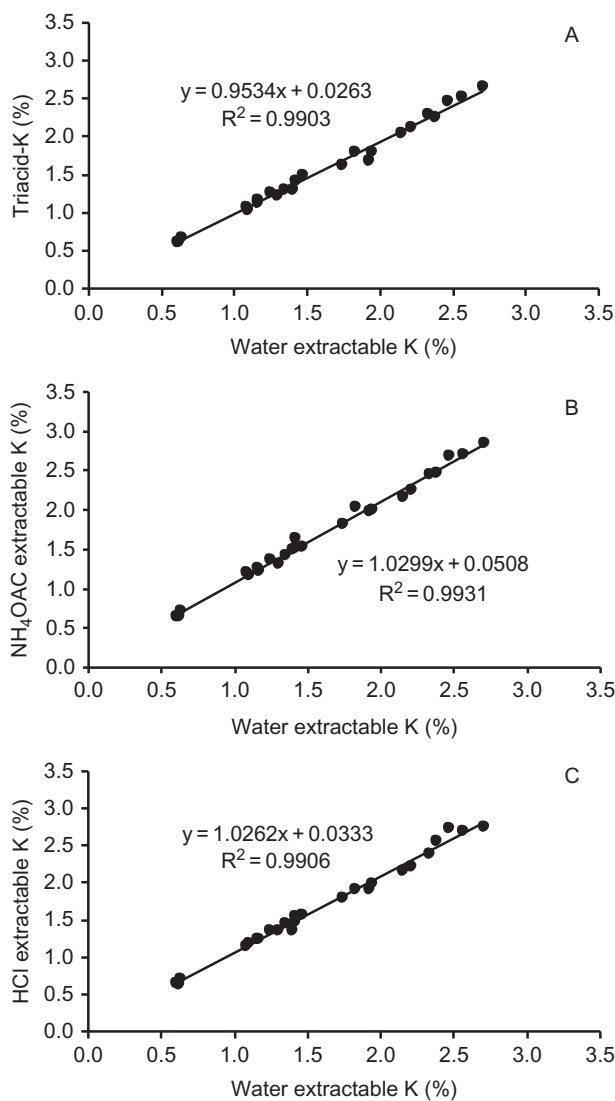 A
3.5
3.0
2.5
2.0
1.5
1.0
0.5
0.0
Triacid-K (%)
y = 0.9534x + 0.0263
R² = 0.9903
0.0 0.5 1.0 1.5 2.0 2.5 3.0 3.5
Water extractable K (%)
B
3.5
3.0
2.5
2.0
1.5
1.0
0.5
0.0
NH₄OAC extractable K (%)
y = 1.0299x + 0.0508
R² = 0.9931
0.0 0.5 1.0 1.5 2.0 2.5 3.0 3.5
Water extractable K (%)
C
3.5
3.0
2.5
2.0
1.5
1.0
0.5
0.0
HCl extractable K (%)
y = 1.0262x + 0.0333
R² = 0.9906
0.0 0.5 1.0 1.5 2.0 2.5 3.0 3.5
Water extractable K (%)